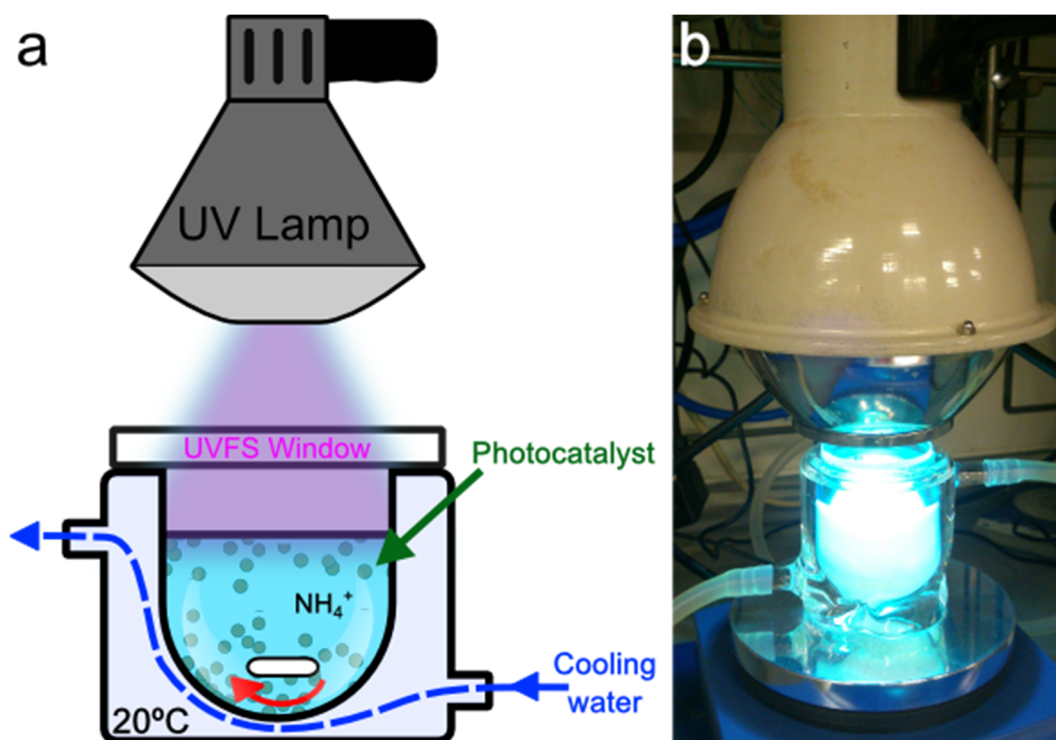 a
UV Lamp
UVFS Window
Photocatalyst
NH₄⁺
Cooling
water
20ºC
b